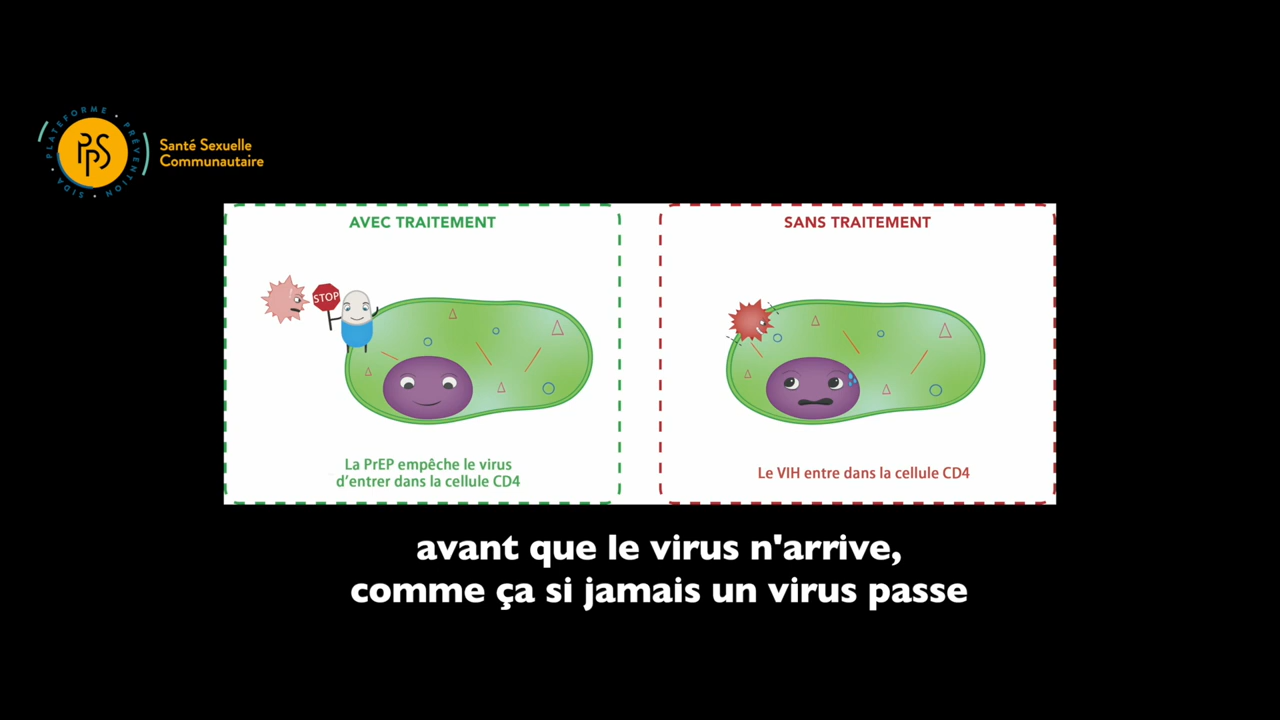 PLATEFORME • PRÉVENTION • SIDA •
PPS
Santé Sexuelle
Communautaire
AVEC TRAITEMENT
STOP
La PrEP empêche le virus
d'entrer dans la cellule CD4
SANS TRAITEMENT
Le VIH entre dans la cellule CD4
avant que le virus n'arrive,
comme ça si jamais un virus passe